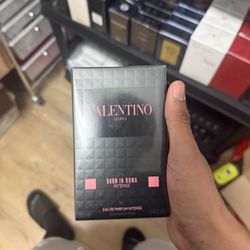 VALENTINO
UOMO
BORN IN ROMA
INTENSE
EAU DE PARFUM INTENSE